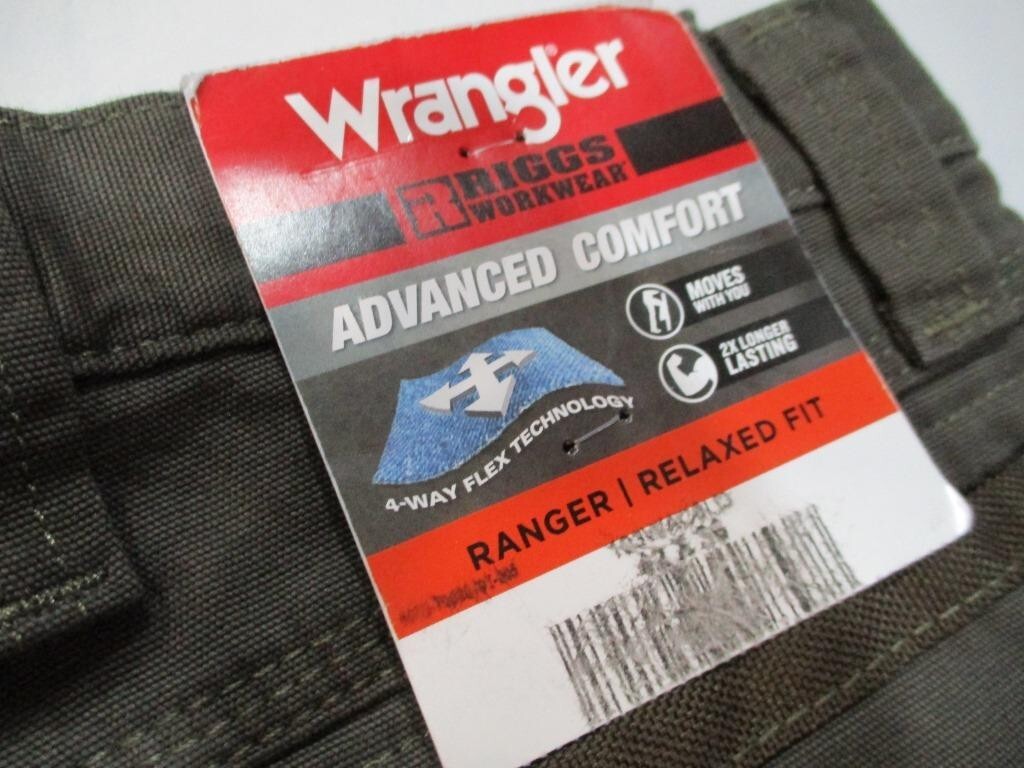 Wrangler®
R RIGGS
WORKWEAR
ADVANCED COMFORT
MOVES
WITH YOU
2X LONGER
LASTING
4-WAY FLEX TECHNOLOGY
RANGER | RELAXED FIT